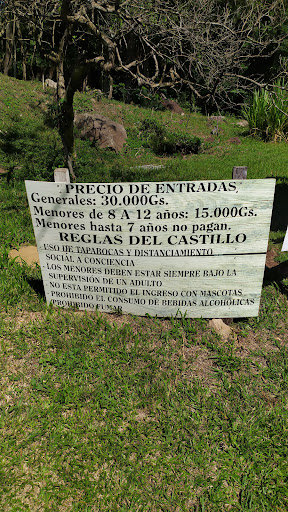 PRECIO DE ENTRADAS
Generales: 30.000Gs.
Menores de 8 A 12 años: 15.000Gs.
Menores hasta 7 años no pagan.
REGLAS DEL CASTILLO
USO DE TAPABOCAS Y DISTANCIAMIENTO
SOCIAL A CONCIENCIA
LOS MENORES DEBEN ESTAR SIEMPRE BAJO LA
SUPERVISION DE UN ADULTO
NO ESTA PERMITIDO EL INGRESO CON MASCOTAS
PROHIBIDO EL CONSUMO DE BEBIDAS ALCOHÓLICAS
PROHIBIDO FUMAR